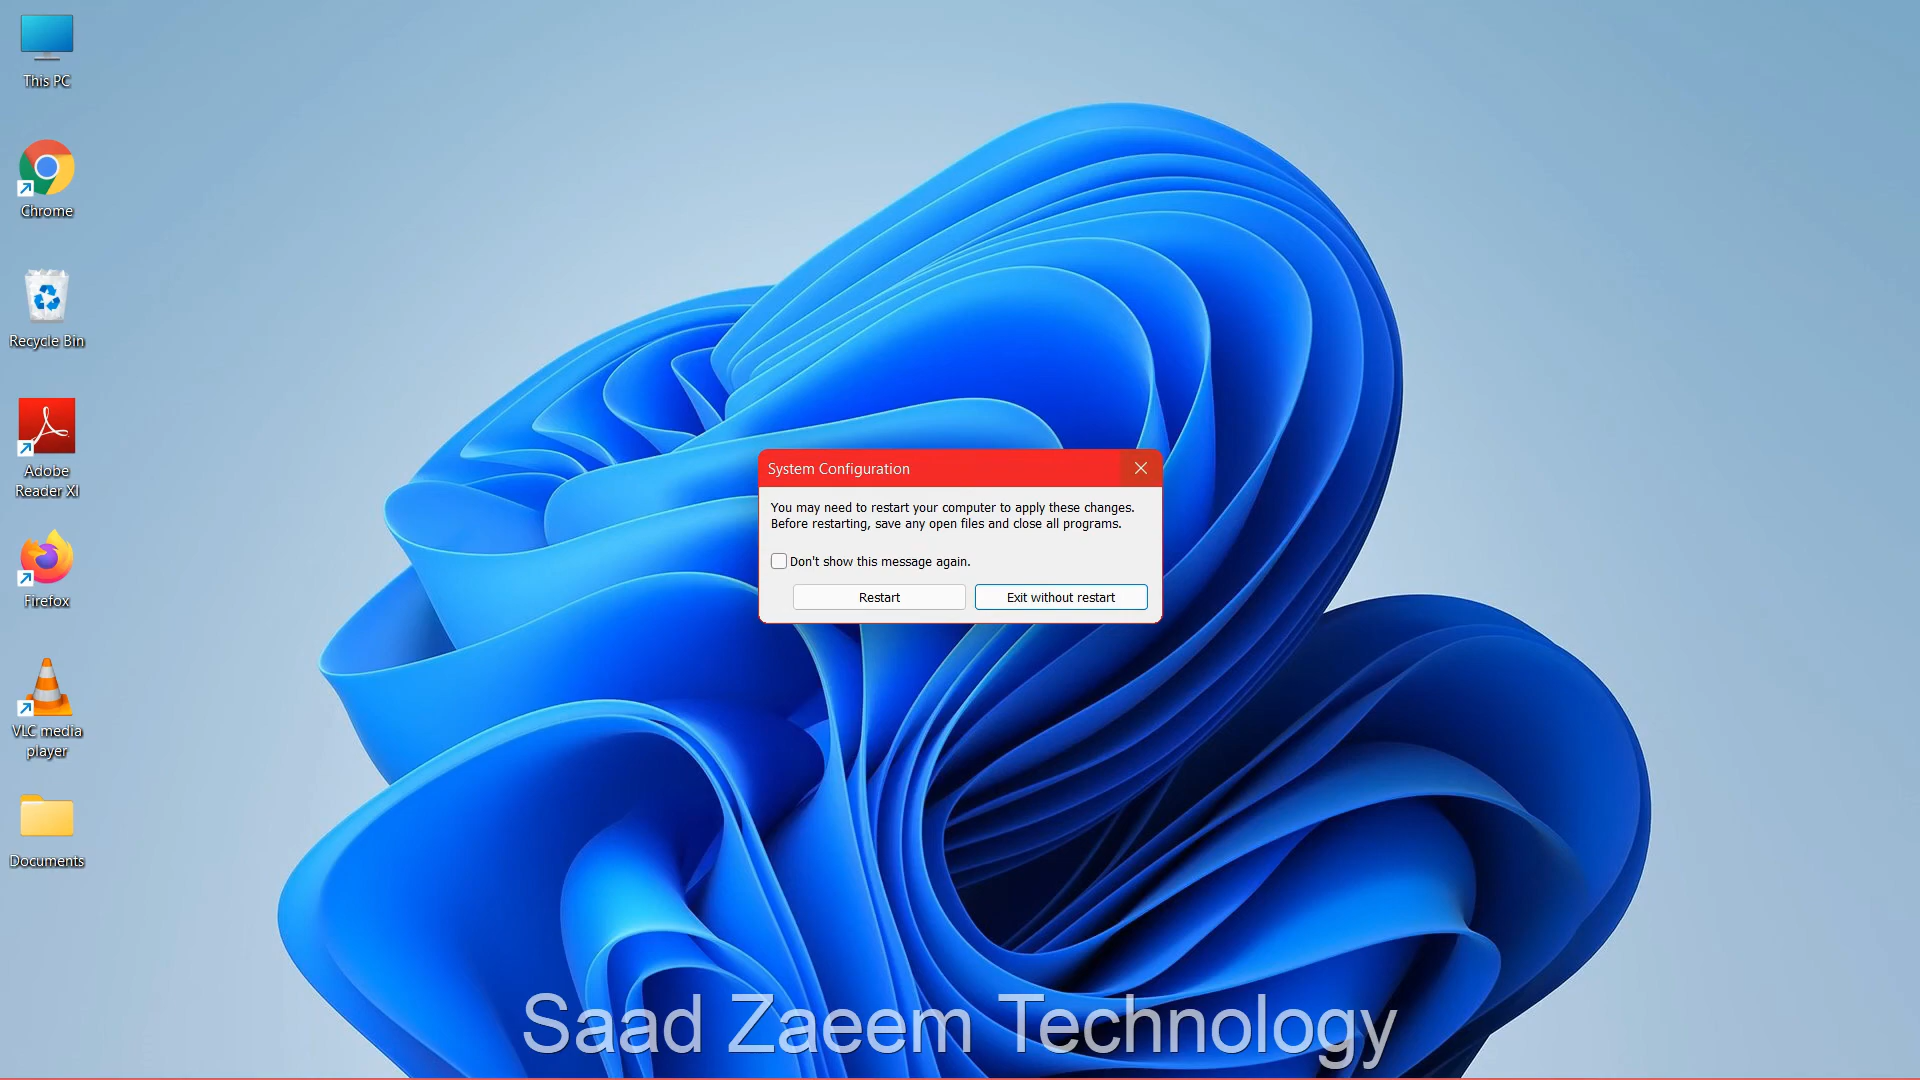 This PC
Chrome
Recycle Bin
Adobe
Reader XI
Firefox
VLC media
player
Documents
System Configuration
You may need to restart your computer to apply these changes.
Before restarting, save any open files and close all programs.
Don't show this message again.
Restart
Exit without restart
Saad Zaeem Technology